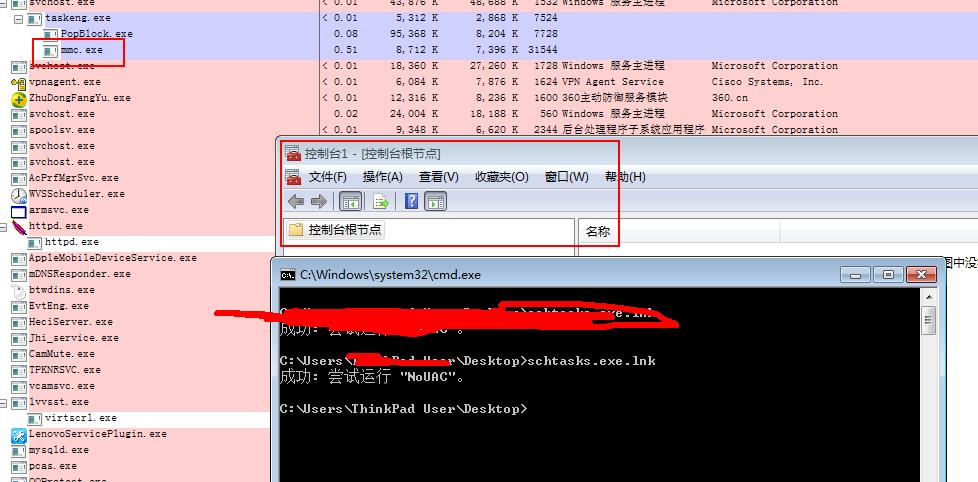 svchost.exe < 0.01 43,876 K 48,688 K 1532 Windows 服务主进程 Microsoft Corporation
taskeng.exe 5,312 K 2,868 K 7524
PopBlock.exe 0.08 95,368 K 8,204 K 7728
mmc.exe 0.51 8,712 K 7,396 K 31544
svchost.exe < 0.01 18,360 K 27,260 K 1728 Windows 服务主进程 Microsoft Corporation
vpnagent.exe < 0.01 6,084 K 7,876 K 1624 VPN Agent Service Cisco Systems, Inc.
ZhuDongFangYu.exe < 0.01 12,316 K 8,236 K 1600 360主动防御服务模块 360.cn
svchost.exe 0.02 24,004 K 18,188 K 560 Windows 服务主进程 Microsoft Corporation
spoolsv.exe < 0.01 9,348 K 6,620 K 2344 后台处理程序子系统应用程序 Microsoft Corporation
svchost.exe
svchost.exe
AcPrfMgrSvc.exe
WVSScheduler.exe
armsvc.exe
httpd.exe
httpd.exe
AppleMobileDeviceService.exe
mDNSResponder.exe
btwdins.exe
EvtEng.exe
HeciServer.exe
Jhi_service.exe
CamMute.exe
TPKNRSVC.exe
vcamsvc.exe
lvvsst.exe
virtscrl.exe
LenovoServicePlugin.exe
mysqld.exe
pcas.exe
QQProtect.exe
控制台1 - [控制台根节点]
文件(F) 操作(A) 查看(V) 收藏夹(O) 窗口(W) 帮助(H)
控制台根节点 名称
图中没
C:\Windows\system32\cmd.exe
schtasks.exe.lnk
成功: 尝试运行
C:\Users\ Pad User\Desktop>schtasks.exe.lnk
成功: 尝试运行 "NoUAC"。
C:\Users\ThinkPad User\Desktop>